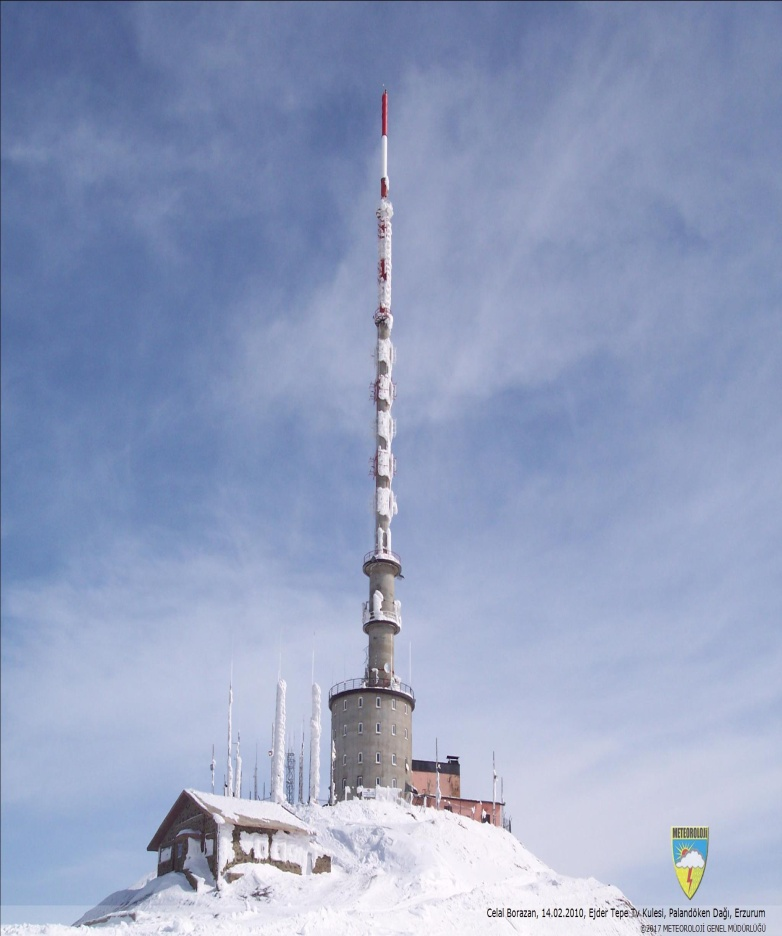 METEOROLOJİ
Celal Borazan, 14.02.2010, Ejder Tepe Tv Kulesi, Palandöken Dağı, Erzurum
©2017 METEOROLOJİ GENEL MÜDÜRLÜĞÜ